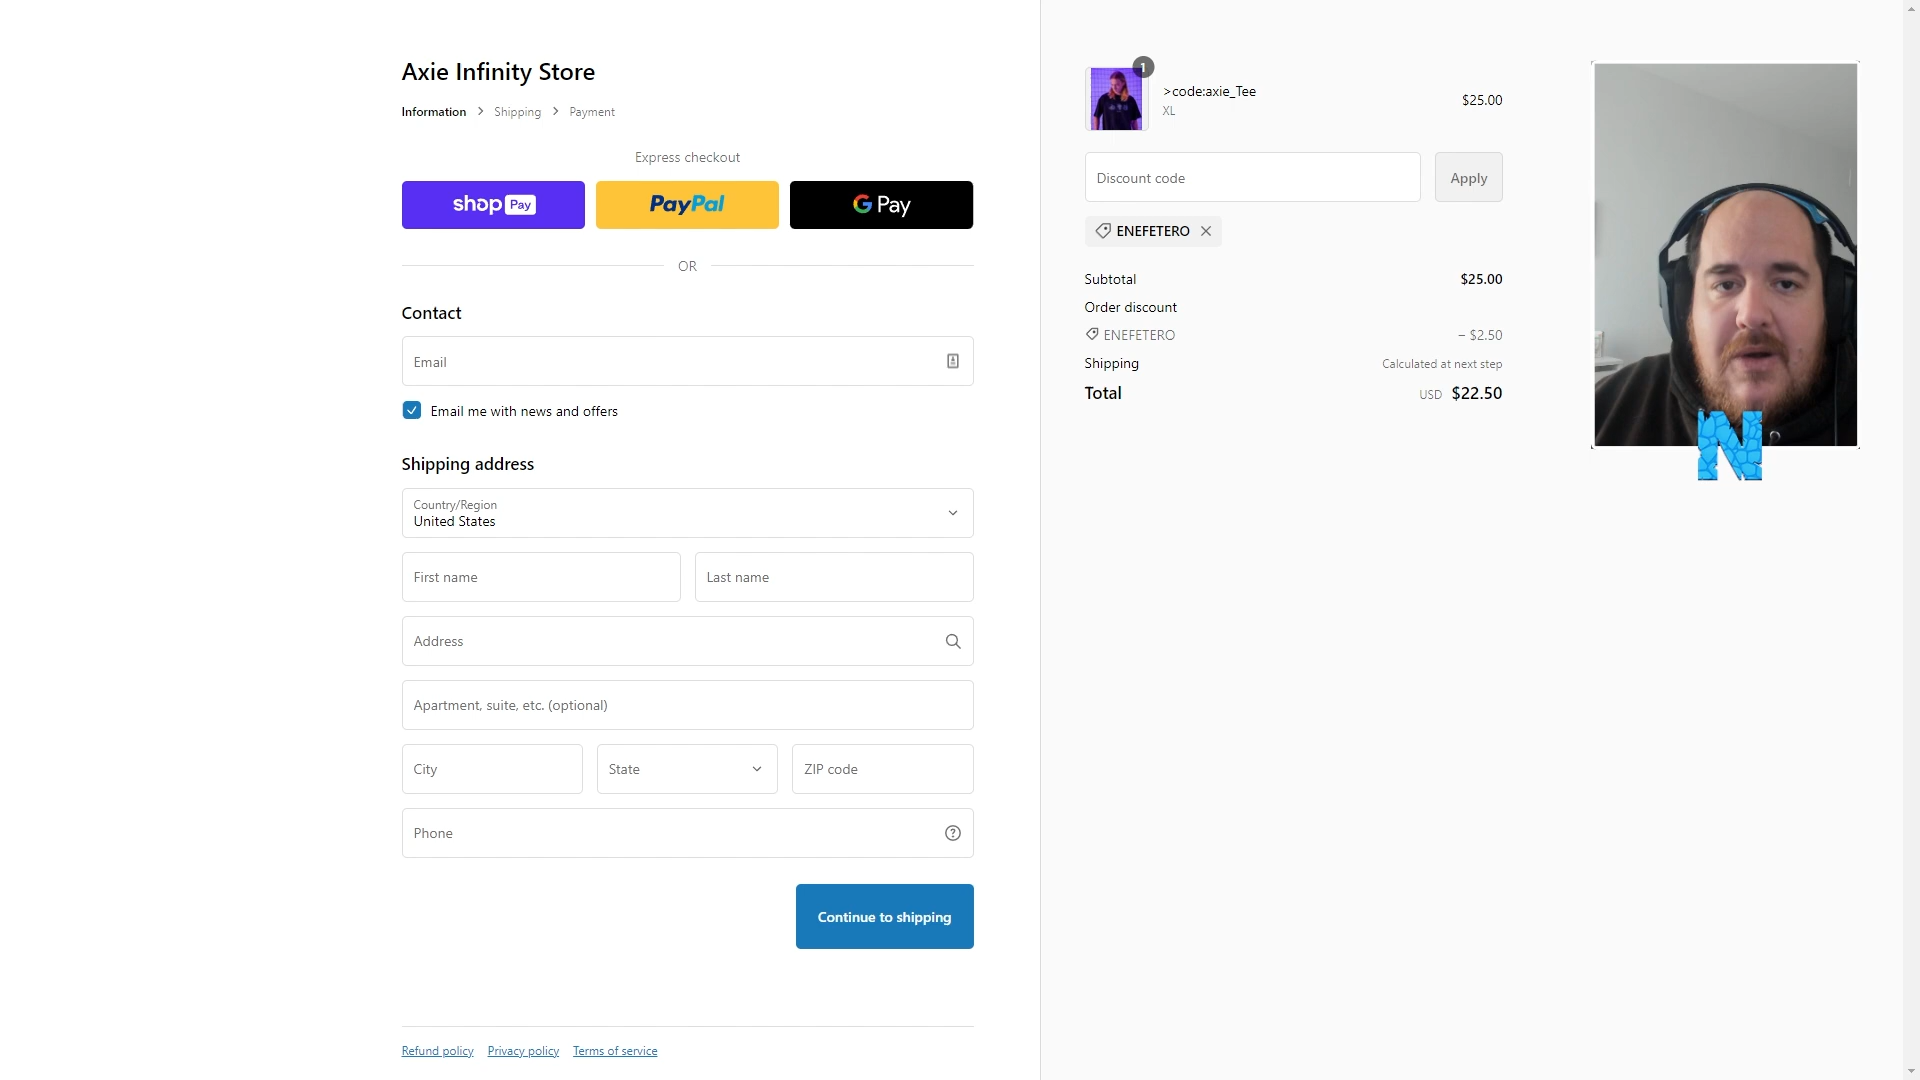 Axie Infinity Store
Information > Shipping > Payment
Express checkout
shop Pay
PayPal
G Pay
OR
Contact
Email
Email me with news and offers
Shipping address
Country/Region
United States
First name
Last name
Address
Apartment, suite, etc. (optional)
City
State
ZIP code
Phone
Continue to shipping
Refund policy
Privacy policy
Terms of service
1
>code:axie_Tee
XL
$25.00
Discount code
Apply
ENEFETERO
Subtotal $25.00
Order discount
ENEFETERO – $2.50
Shipping Calculated at next step
Total USD $22.50
N